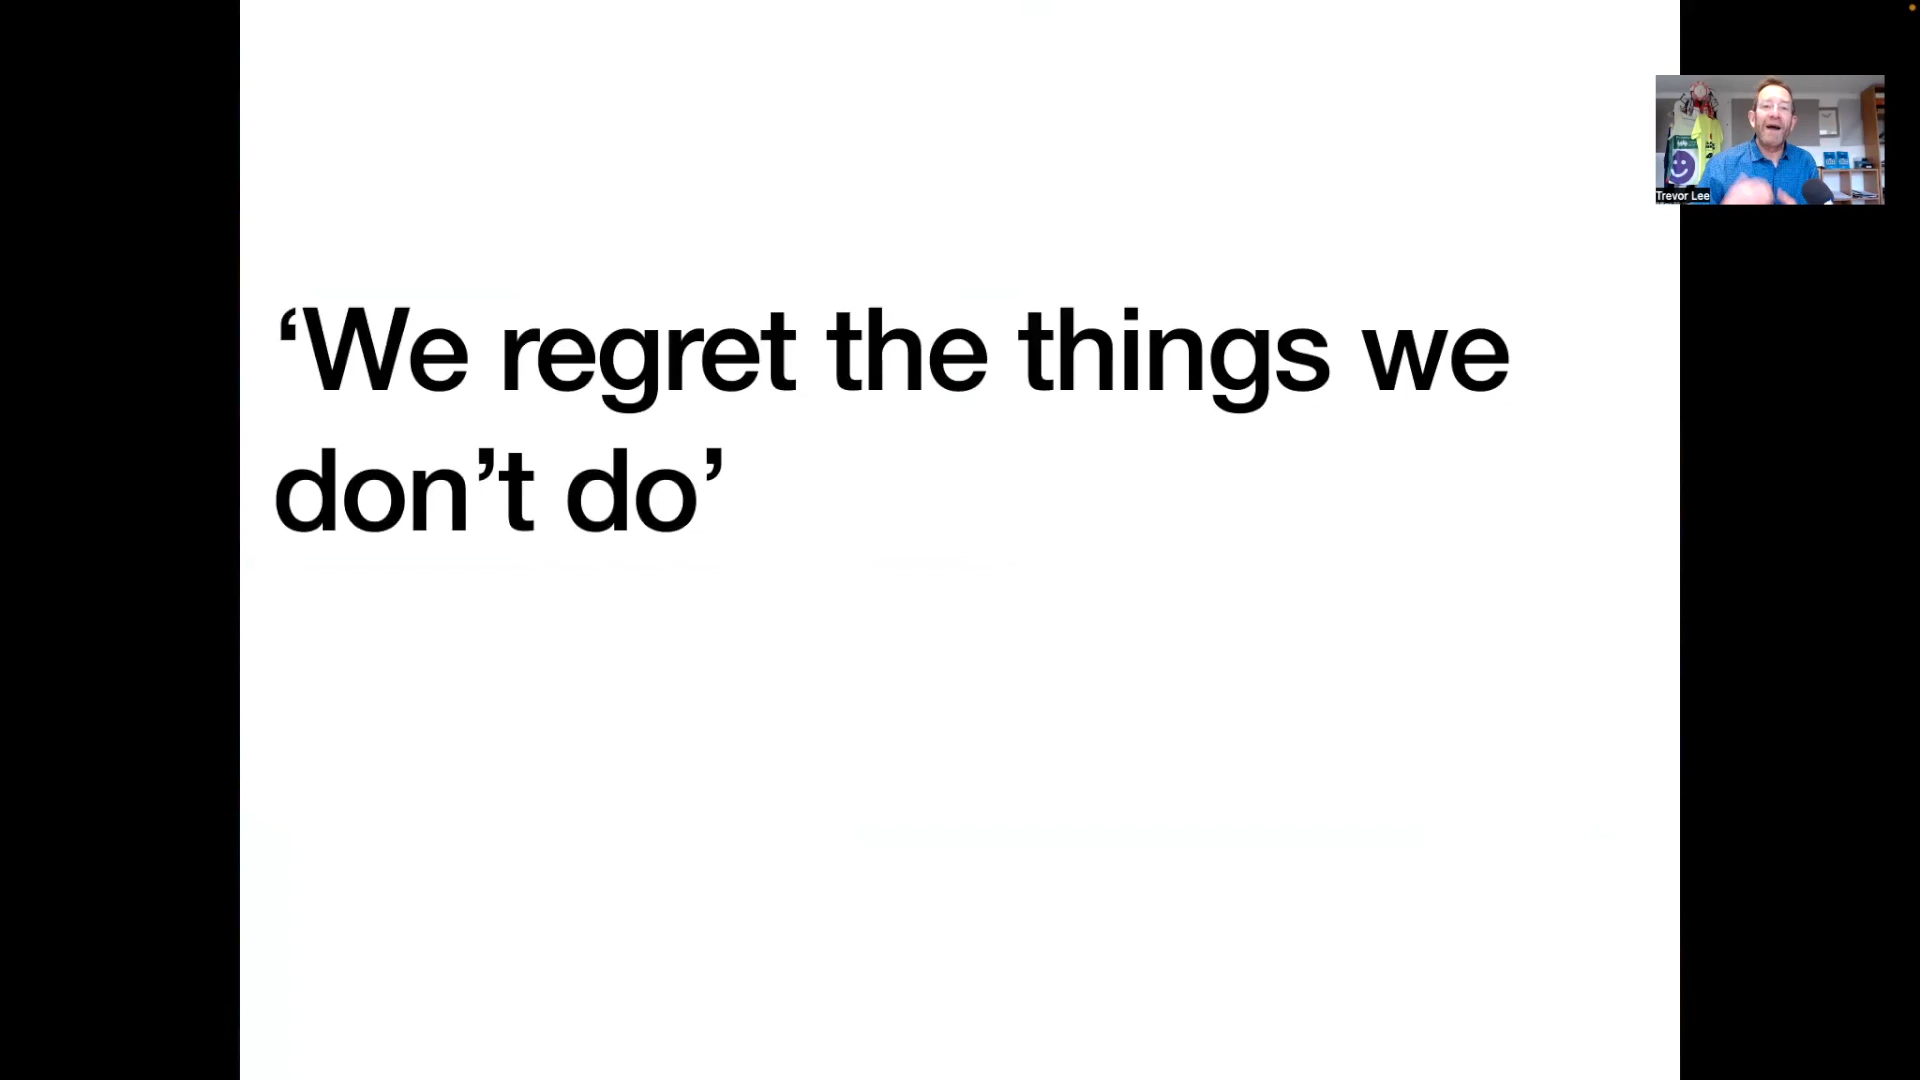 ‘We regret the things we
don’t do’
Trevor Lee